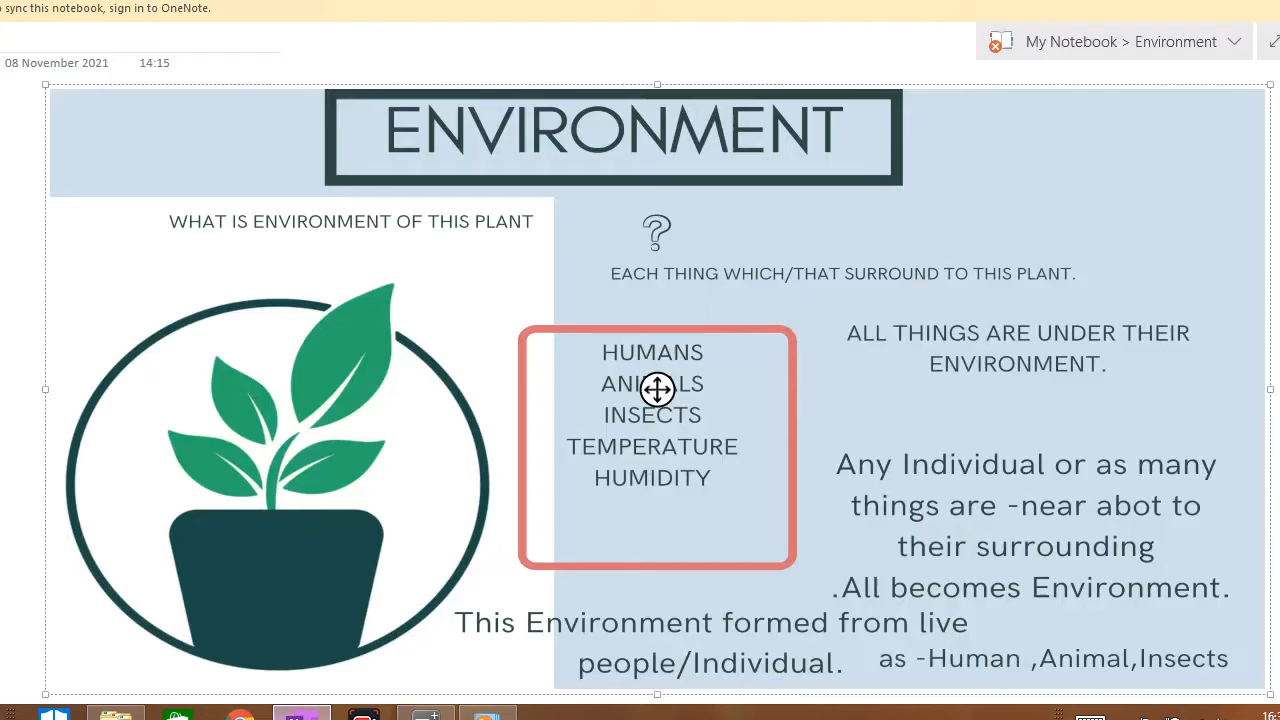 sync this notebook, sign in to OneNote.
My Notebook > Environment
08 November 2021 14:15
ENVIRONMENT
WHAT IS ENVIRONMENT OF THIS PLANT
?
EACH THING WHICH/THAT SURROUND TO THIS PLANT.
HUMANS
ANIMALS
INSECTS
TEMPERATURE
HUMIDITY
ALL THINGS ARE UNDER THEIR
ENVIRONMENT.
Any Individual or as many
things are -near abot to
their surrounding
.All becomes Environment.
This Environment formed from live
people/Individual.
as -Human ,Animal,Insects